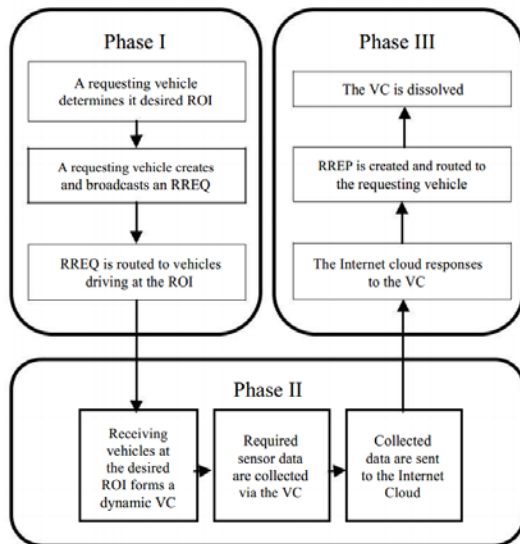 Phase I
A requesting vehicle
determines it desired ROI
A requesting vehicle creates
and broadcasts an RREQ
RREQ is routed to vehicles
driving at the ROI
Phase III
The VC is dissolved
RREP is created and routed to
the requesting vehicle
The Internet cloud responses
to the VC
Phase II
Receiving
vehicles at
the desired
ROI forms a
dynamic VC
Required
sensor data
are collected
via the VC
Collected
data are sent
to the Internet
Cloud